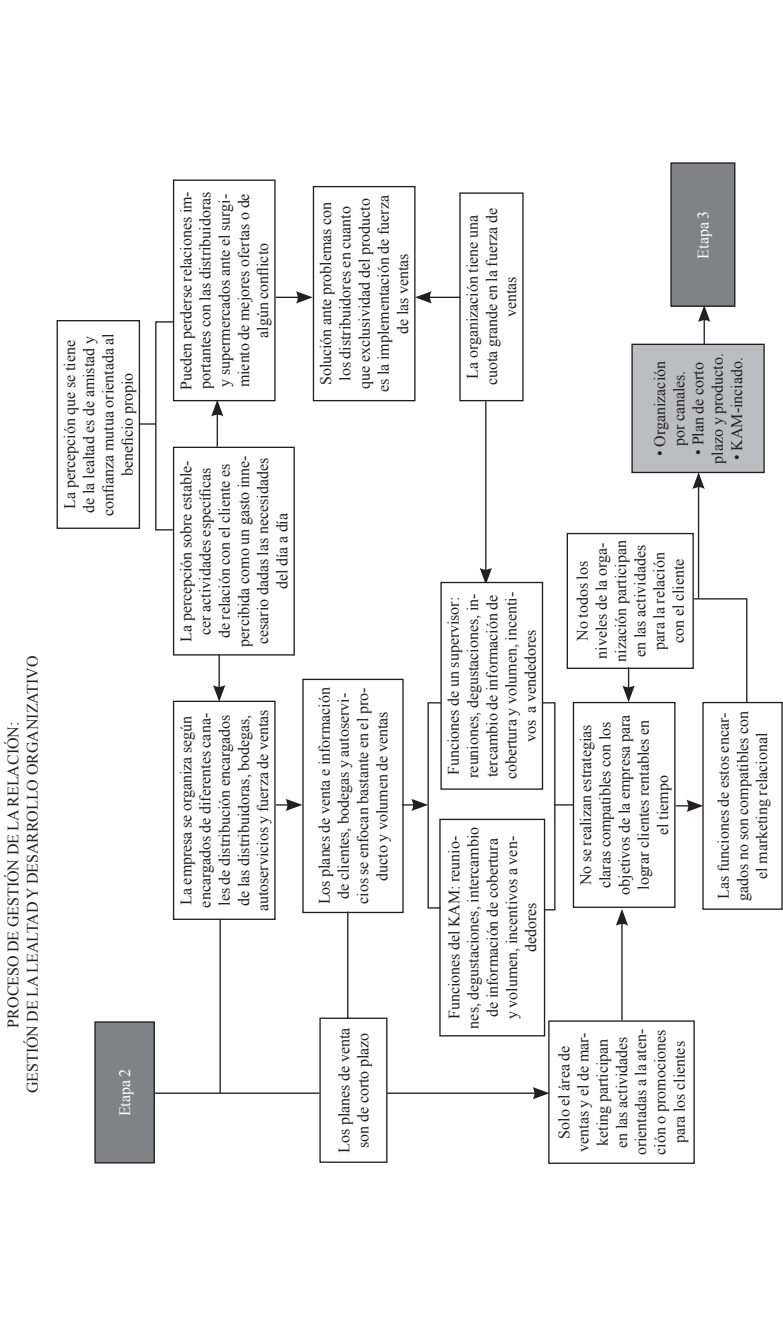 PROCESO DE GESTIÓN DE LA RELACIÓN:
GESTIÓN DE LA LEALTAD Y DESARROLLO ORGANIZATIVO
Etapa 2
La percepción que se tiene
de la lealtad es de amistad y
confianza mutua orientada al
beneficio propio
La empresa se organiza según
encargados de diferentes cana-
les de distribución encargados
de las distribuidoras, bodegas,
autoservicios y fuerza de ventas
La percepción sobre estable-
cer actividades específicas
de relación con el cliente es
percibida como un gasto inne-
cesario dadas las necesidades
del día a día
Pueden perderse relaciones im-
portantes con las distribuidoras
y supermercados ante el surgi-
miento de mejores ofertas o de
algún conflicto
Los planes de venta
son de corto plazo
Los planes de venta e información
de clientes, bodegas y autoservi-
cios se enfocan bastante en el pro-
ducto y volumen de ventas
Solución ante problemas con
los distribuidores en cuanto
que exclusividad del producto
es la implementación de fuerza
de las ventas
Funciones del KAM: reunio-
nes, degustaciones, intercambio
de información de cobertura
y volumen, incentivos a ven-
dedores
Funciones de un supervisor:
reuniones, degustaciones, in-
tercambio de información de
cobertura y volumen, incenti-
vos a vendedores
La organización tiene una
cuota grande en la fuerza de
ventas
Solo el área de
ventas y el de mar-
keting participan
en las actividades
orientadas a la aten-
ción o promociones
para los clientes
No se realizan estrategias
claras compatibles con los
objetivos de la empresa para
lograr clientes rentables en
el tiempo
No todos los
niveles de la orga-
nización participan
en las actividades
para la relación
con el cliente
Las funciones de estos encar-
gados no son compatibles con
el marketing relacional
• Organización
por canales.
• Plan de corto
plazo y producto.
• KAM-inciado.
Etapa 3